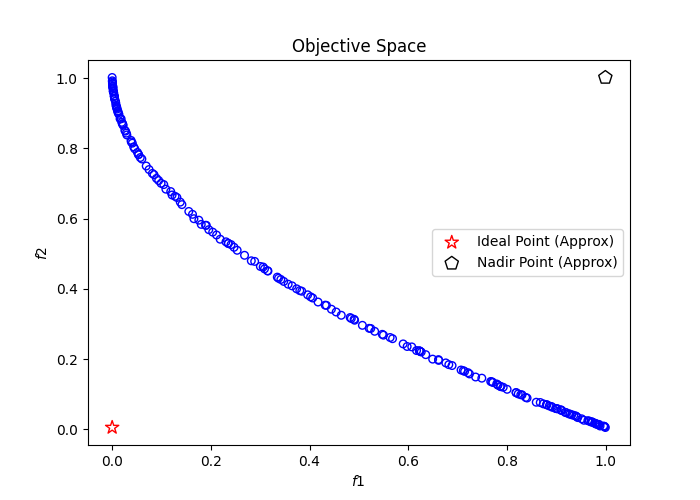 Objective Space
1.0
0.8
0.6
0.4
0.2
0.0
f2
Ideal Point (Approx)
Nadir Point (Approx)
0.0 0.2 0.4 0.6 0.8 1.0
f1